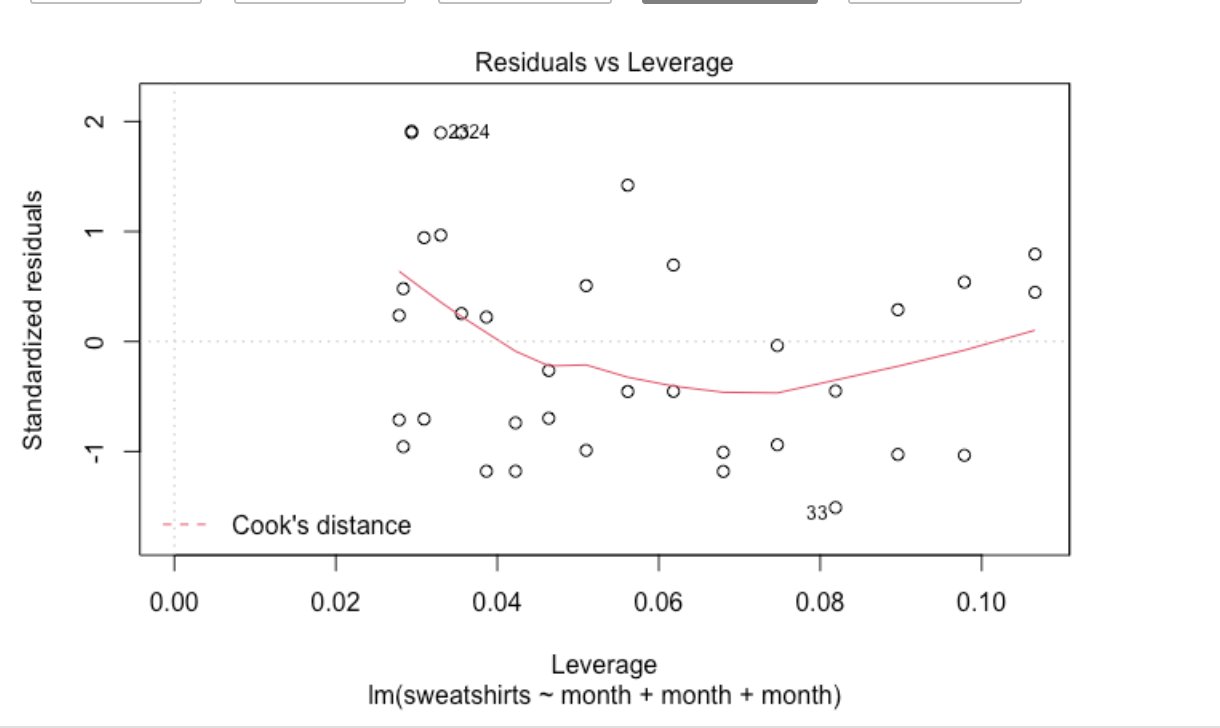 Residuals vs Leverage
Standardized residuals
2
1
0
-1
2324
33
Cook's distance
0.00 0.02 0.04 0.06 0.08 0.10
Leverage
lm(sweatshirts ~ month + month + month)